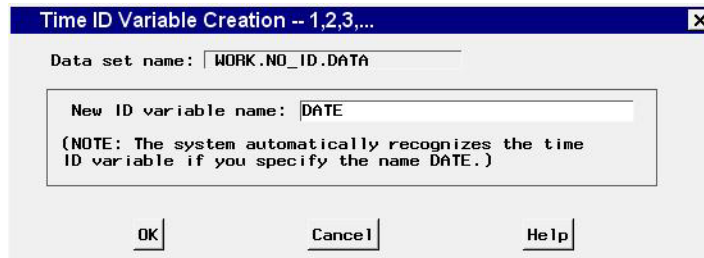 Time ID Variable Creation -- 1,2,3,...
Data set name: WORK.NO_ID.DATA
New ID variable name: DATE
(NOTE: The system automatically recognizes the time
ID variable if you specify the name DATE.)
OK Cancel Help